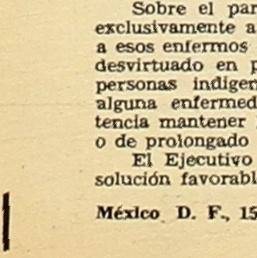 Sobre el par
exclusivamente a
a esos enfermos
desvirtuado en p
personas indigen
alguna enfermed
tencia mantener
o de prolongado
El Ejecutivo
solución favorabl
México D. F., 15